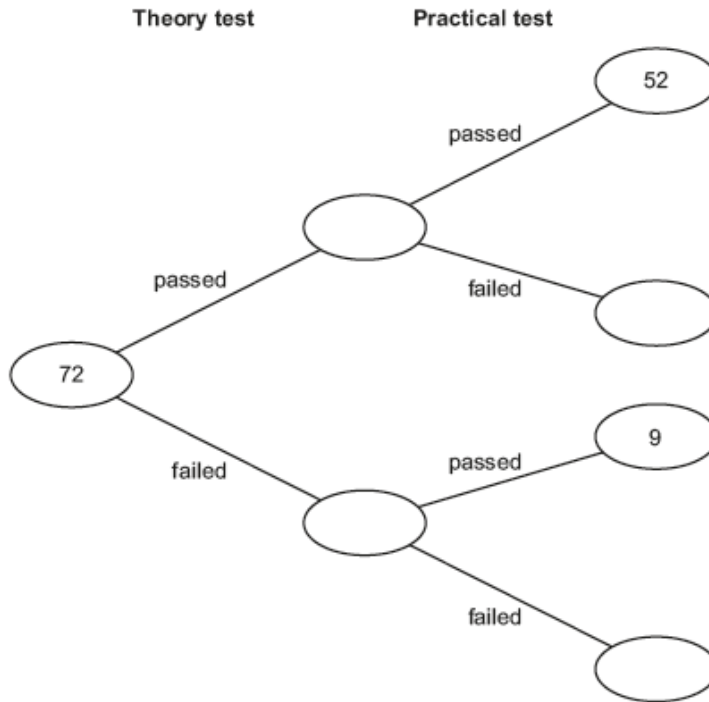 Theory test Practical test
52
passed
passed
failed
72
9
passed
failed
failed